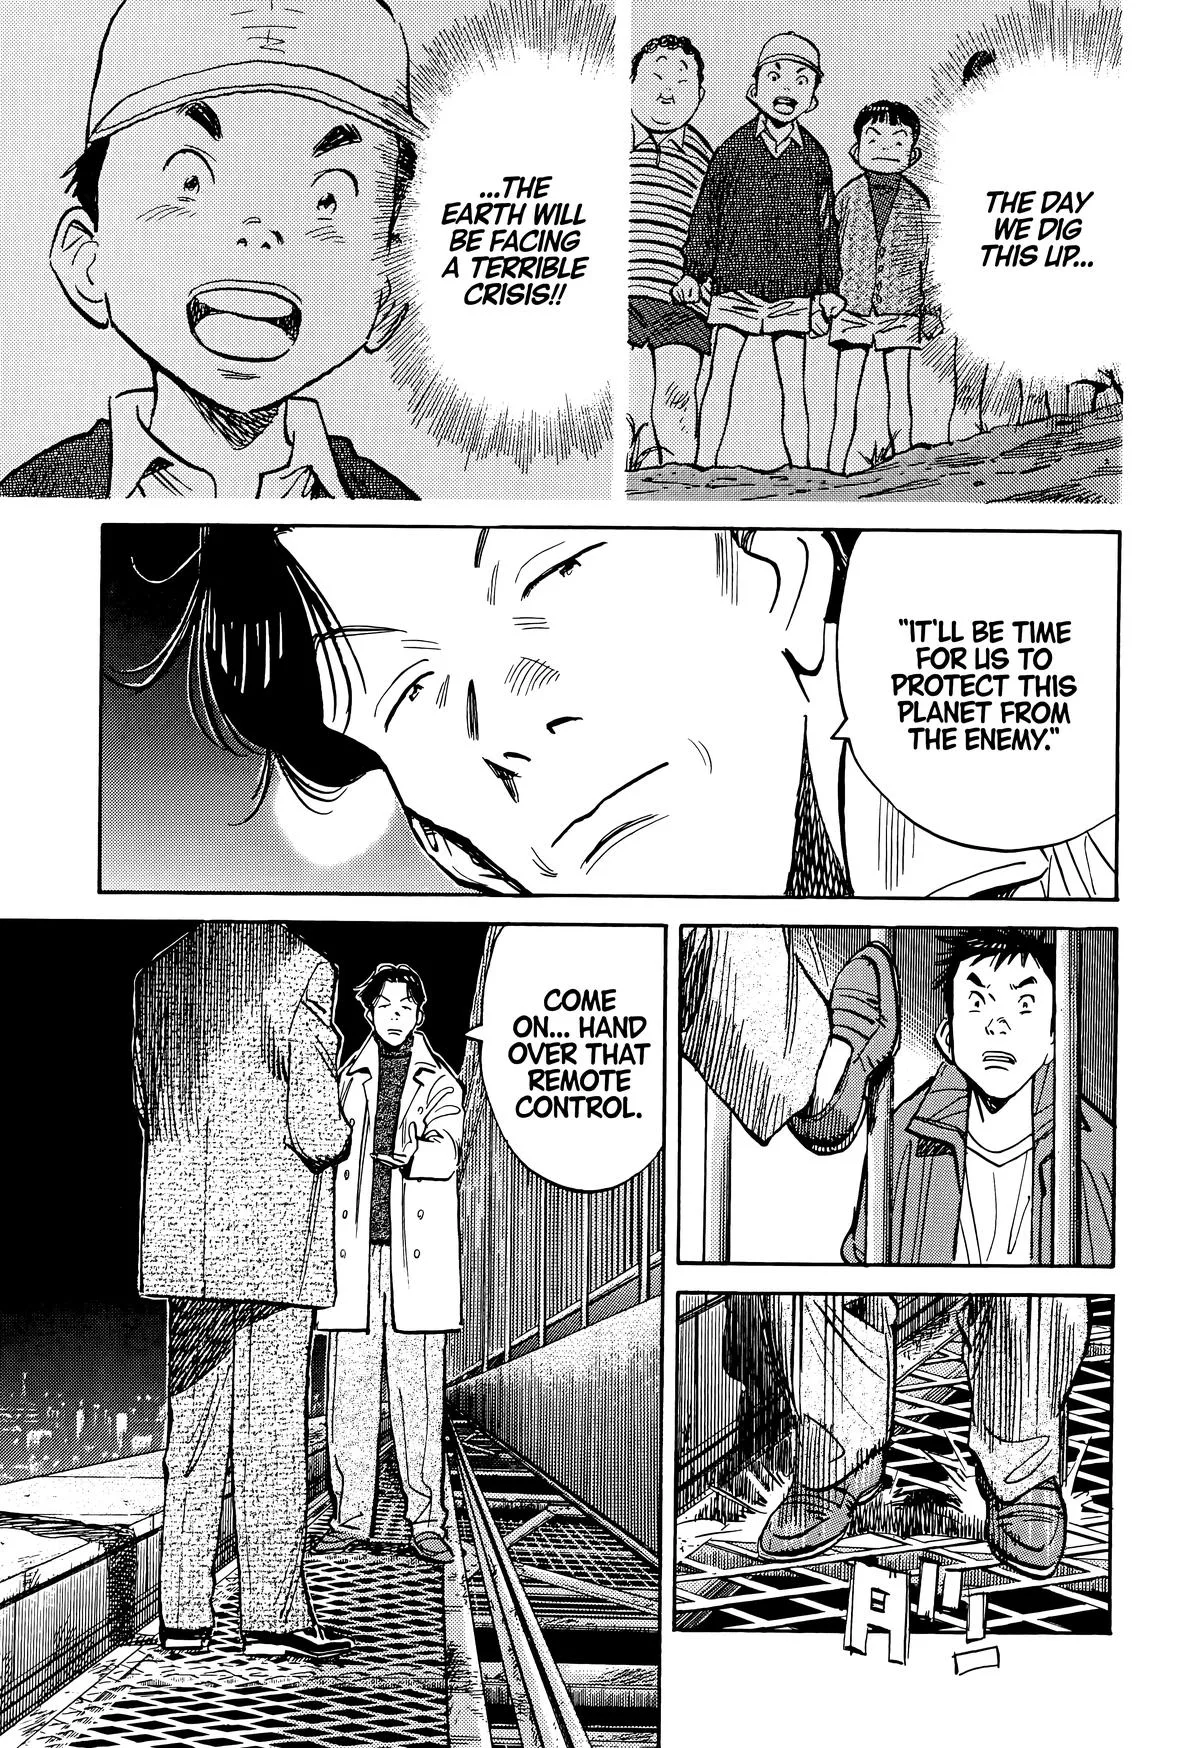 THE DAY
WE DIG
THIS UP...
...THE
EARTH WILL
BE FACING
A TERRIBLE
CRISIS!!
"IT'LL BE TIME
FOR US TO
PROTECT THIS
PLANET FROM
THE ENEMY."
COME
ON... HAND
OVER THAT
REMOTE
CONTROL.